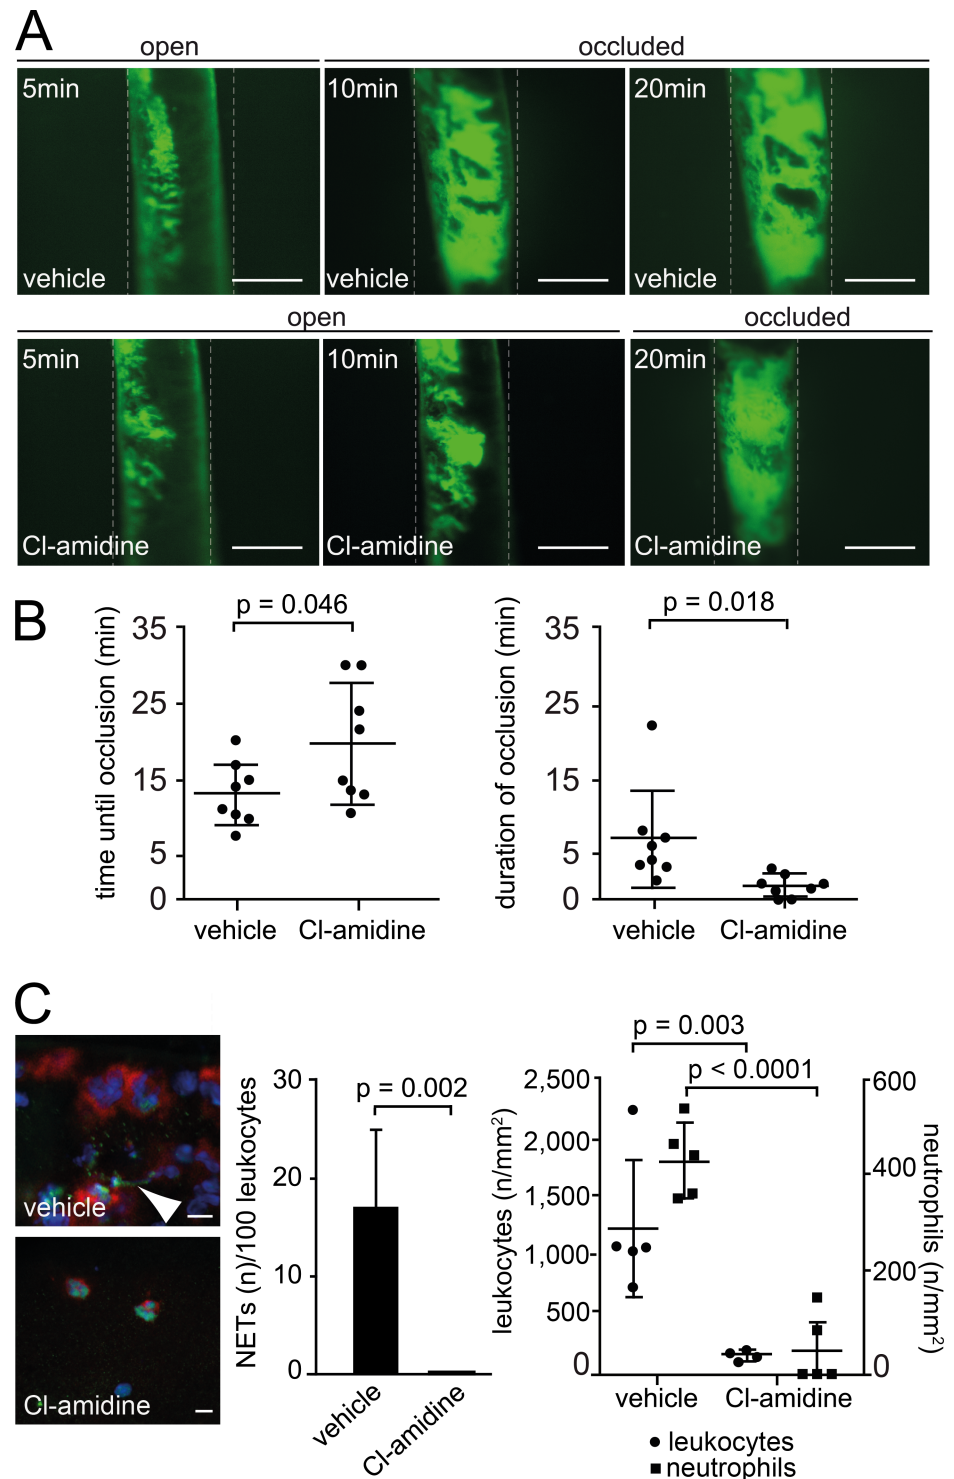 A
open
occluded
5min
10min
20min
vehicle
vehicle
vehicle
open
occluded
5min
10min
20min
Cl-amidine
Cl-amidine
Cl-amidine
B
p = 0.046
time until occlusion (min)
35
25
15
5
0
vehicle
Cl-amidine
p = 0.018
duration of occlusion (min)
35
25
15
5
0
vehicle
Cl-amidine
C
vehicle
Cl-amidine
NETs (n)/100 leukocytes
30
20
10
0
p = 0.002
vehicle
Cl-amidine
p = 0.003
p < 0.0001
leukocytes (n/mm²)
2,500
2,000
1,500
1,000
500
0
600
400
200
0
neutrophils (n/mm²)
vehicle
Cl-amidine
leukocytes
neutrophils